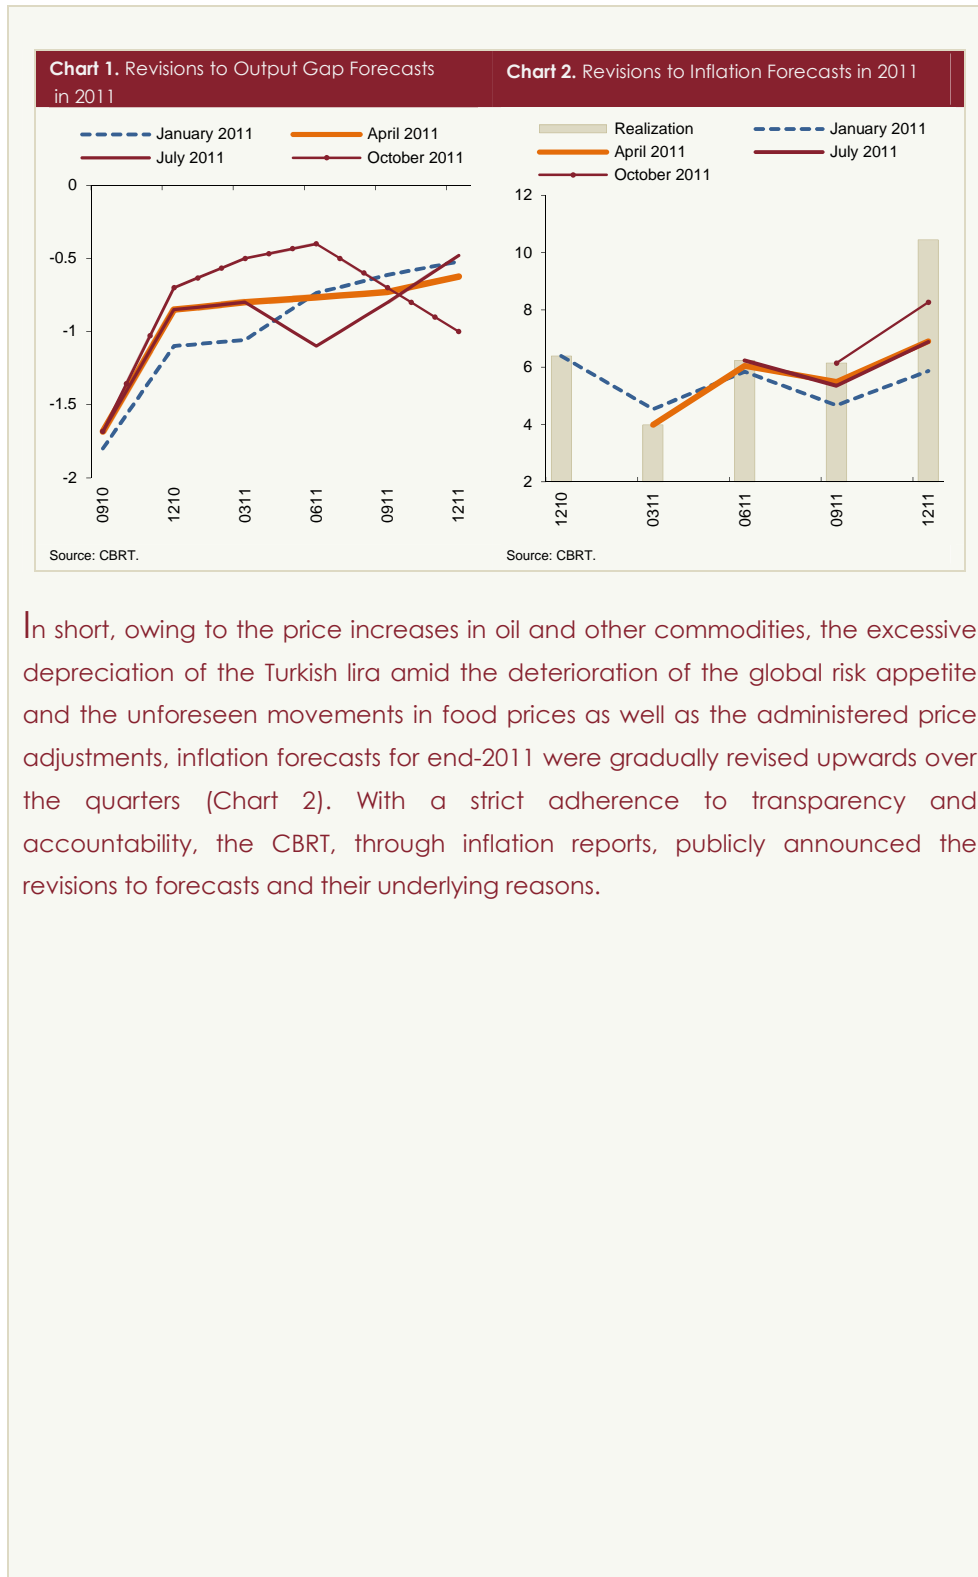 Chart 1. Revisions to Output Gap Forecasts
in 2011
January 2011
April 2011
July 2011
October 2011
0
-0.5
-1
-1.5
-2
0910
1210
0311
0611
0911
1211
Source: CBRT.
Chart 2. Revisions to Inflation Forecasts in 2011
Realization
January 2011
April 2011
July 2011
October 2011
12
10
8
6
4
2
1210
0311
0611
0911
1211
Source: CBRT.
In short, owing to the price increases in oil and other commodities, the excessive
depreciation of the Turkish lira amid the deterioration of the global risk appetite
and the unforeseen movements in food prices as well as the administered price
adjustments, inflation forecasts for end-2011 were gradually revised upwards over
the quarters (Chart 2). With a strict adherence to transparency and
accountability, the CBRT, through inflation reports, publicly announced the
revisions to forecasts and their underlying reasons.